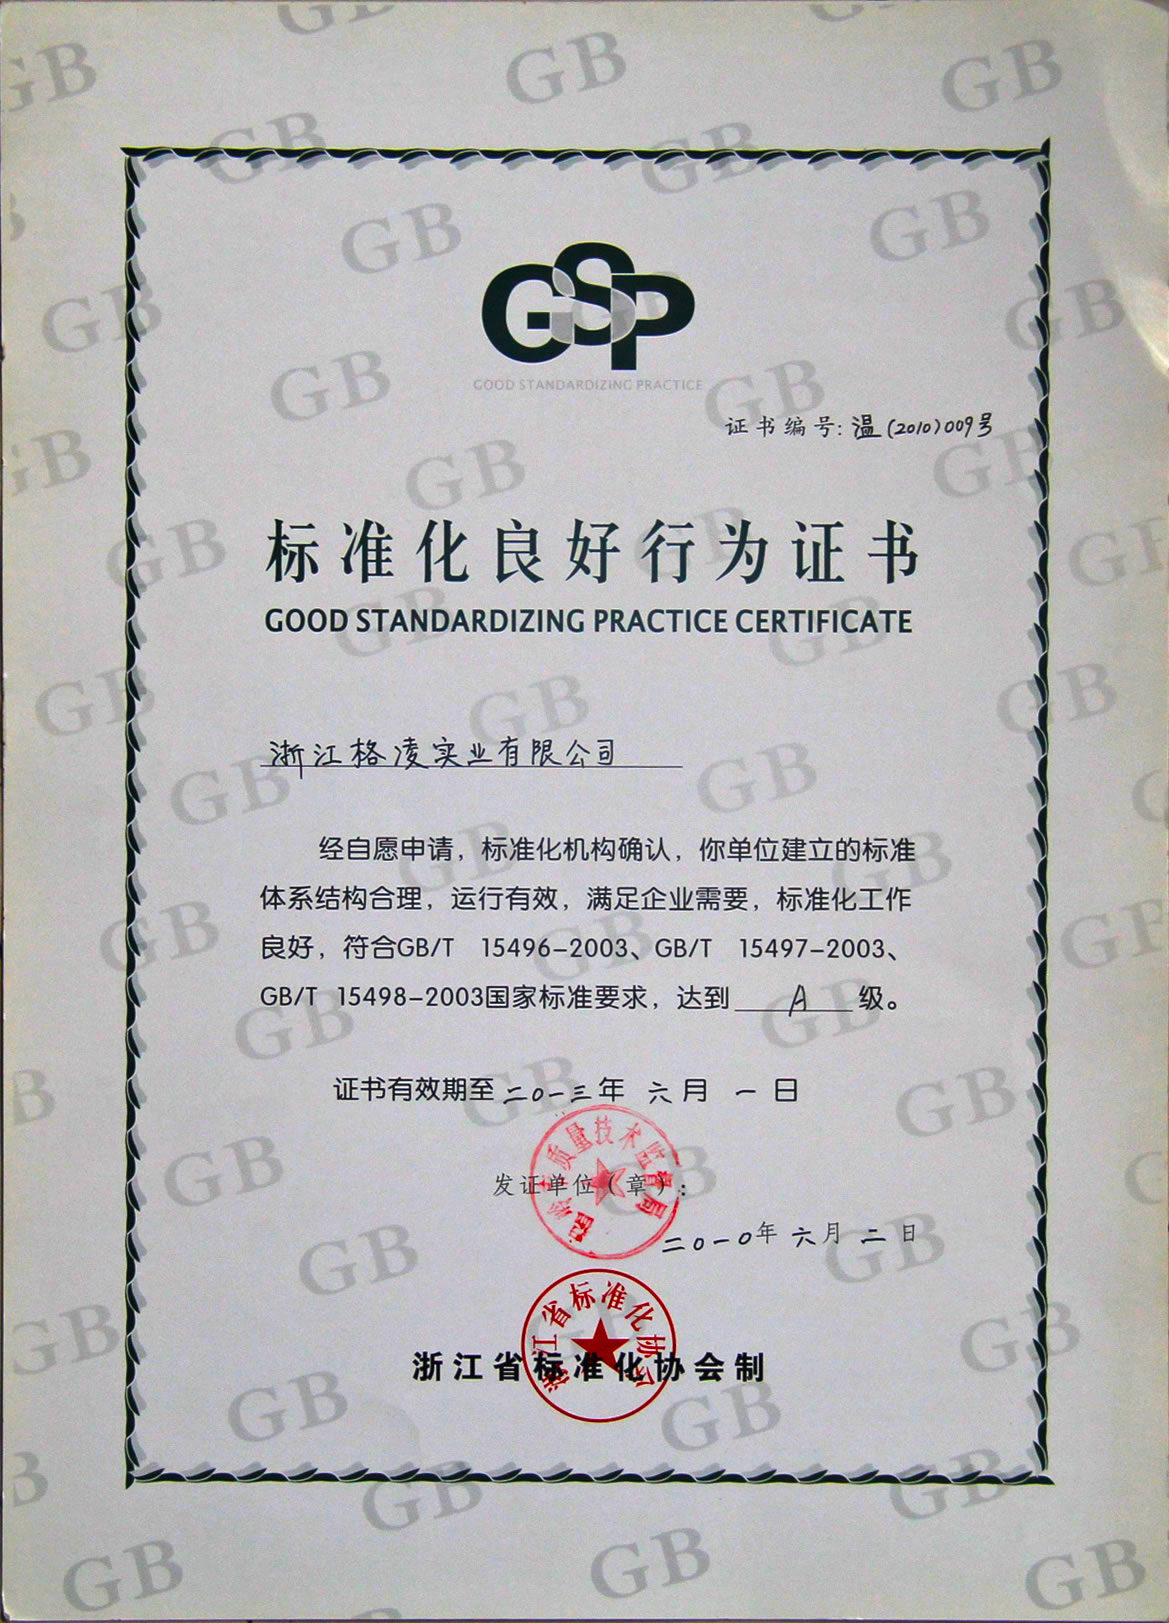 GSP
GOOD STANDARDIZING PRACTICE
证书编号:温(2010)009号
标准化良好行为证书
GOOD STANDARDIZING PRACTICE CERTIFICATE
浙江格凌实业有限公司
经自愿申请，标准化机构确认，你单位建立的标准
体系结构合理，运行有效，满足企业需要，标准化工作
良好，符合GB/T 15496-2003、GB/T 15497-2003、
GB/T 15498-2003国家标准要求，达到 A 级。
证书有效期至二〇一三年 六月 一日
质量技术监督局
发证单位（章）：
二〇一〇年 六月 二日
浙江省标准化协会
浙江省标准化协会制
GB